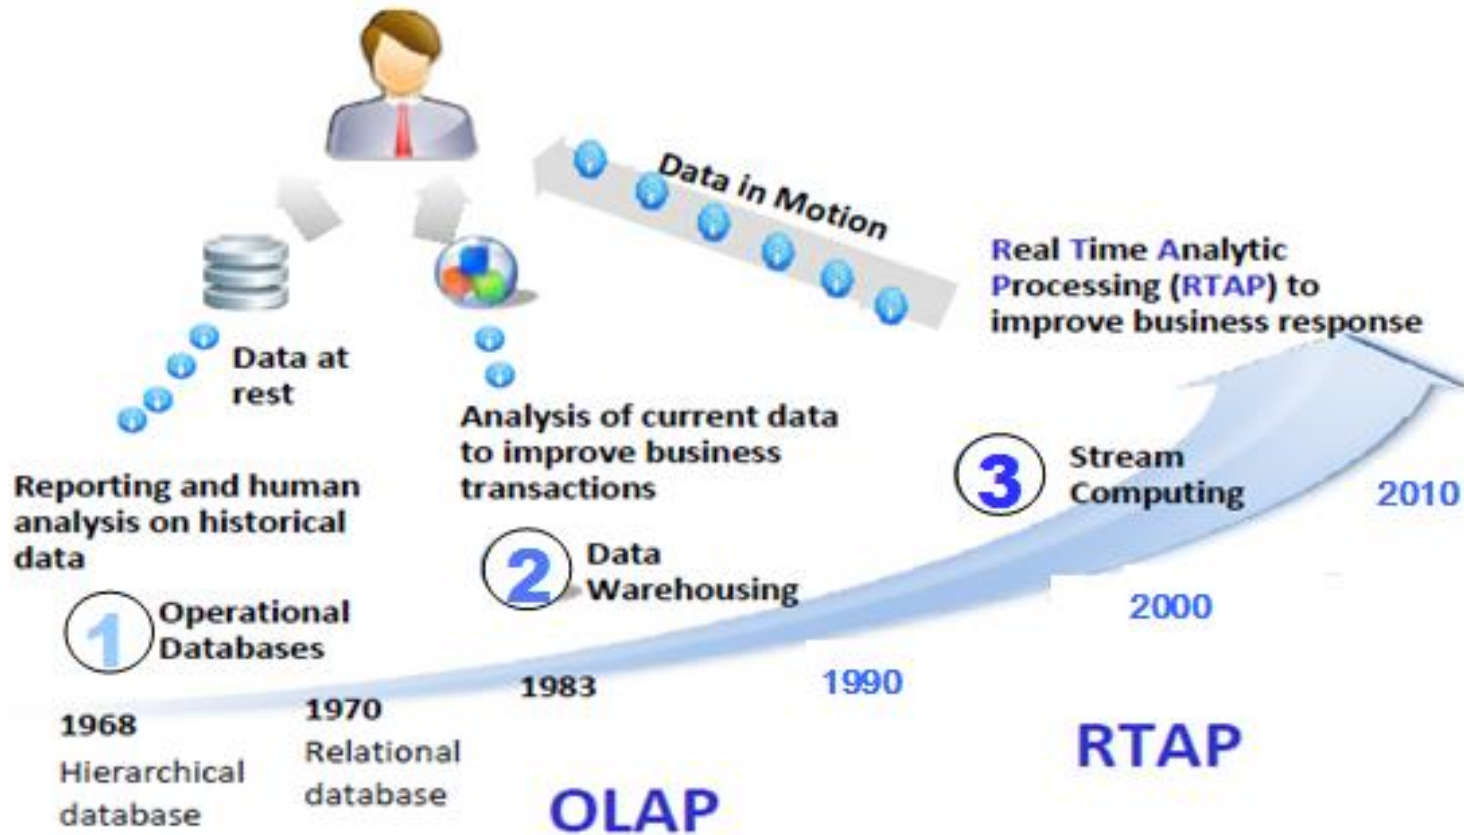 Data in Motion
Real Time Analytic
Processing (RTAP) to
improve business response
Data at
rest
Analysis of current data
to improve business
transactions
Reporting and human
analysis on historical
data
3
Stream
Computing
2010
2
Data
Warehousing
1
Operational
Databases
2000
1990
1983
1970
Relational
database
1968
Hierarchical
database
RTAP
OLAP